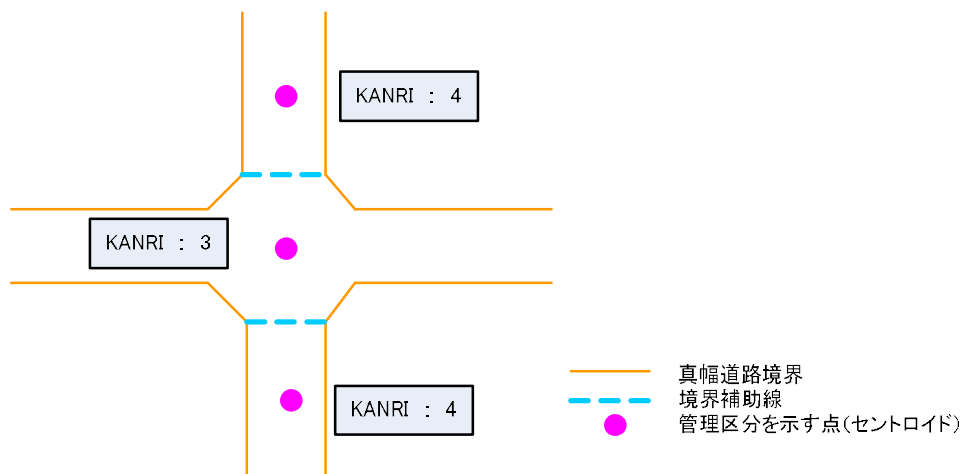 KANRI : 4
KANRI : 3
KANRI : 4
真幅道路境界
境界補助線
管理区分を示す点(セントロイド)